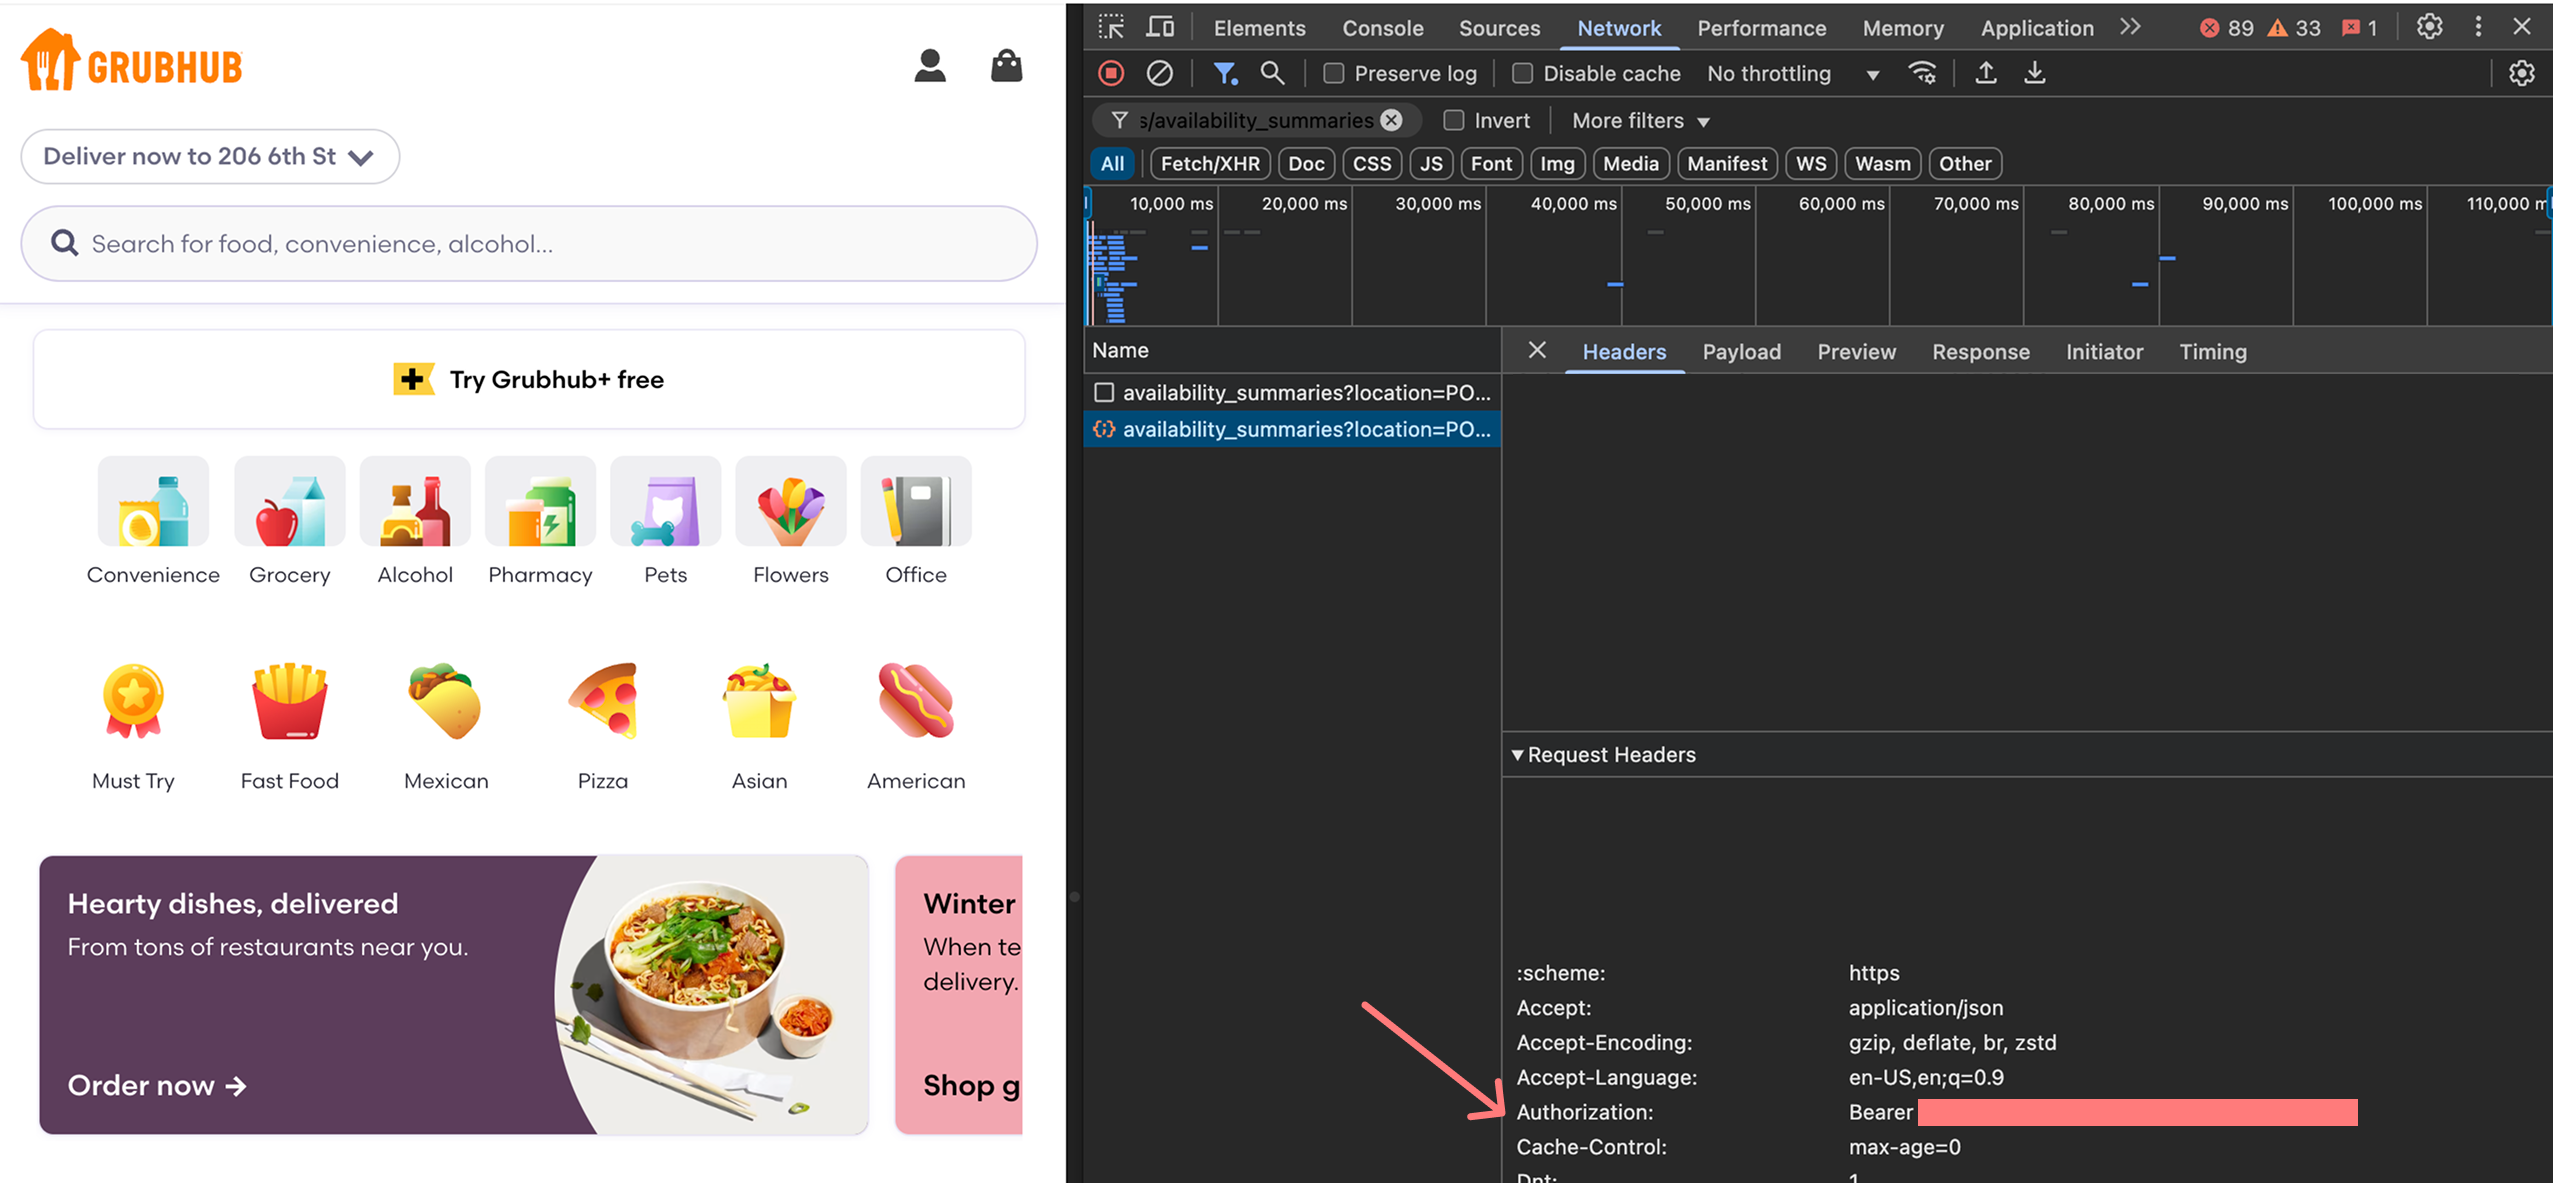 GRUBHUB
Deliver now to 206 6th St
Search for food, convenience, alcohol...
Try Grubhub+ free
Convenience Grocery Alcohol Pharmacy Pets Flowers Office
Must Try Fast Food Mexican Pizza Asian American
Hearty dishes, delivered
From tons of restaurants near you.
Order now →
Winter
When te
delivery.
Shop g
Elements Console Sources Network Performance Memory Application 89 33 1
Preserve log Disable cache No throttling
s/availability_summaries Invert More filters
All Fetch/XHR Doc CSS JS Font Img Media Manifest WS Wasm Other
10,000 ms 20,000 ms 30,000 ms 40,000 ms 50,000 ms 60,000 ms 70,000 ms 80,000 ms 90,000 ms 100,000 ms 110,000 m
Name
availability_summaries?location=PO...
availability_summaries?location=PO...
Headers Payload Preview Response Initiator Timing
Request Headers
:scheme: https
Accept: application/json
Accept-Encoding: gzip, deflate, br, zstd
Accept-Language: en-US,en;q=0.9
Authorization: Bearer
Cache-Control: max-age=0
Dnt: 1